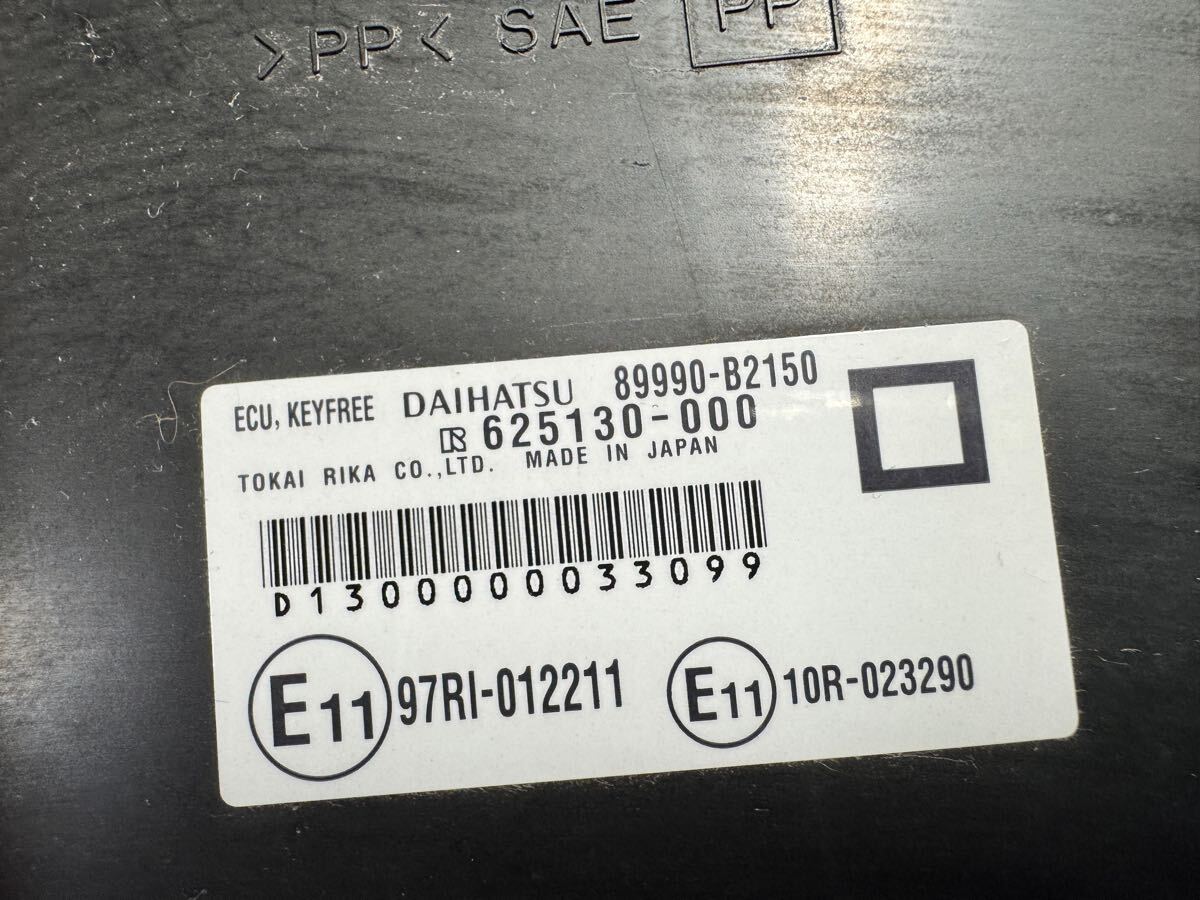 >PP< SAE PP
ECU, KEYFREE DAIHATSU 89990-B2150
R 625130-000
TOKAI RIKA CO.,LTD. MADE IN JAPAN
D1300000033099
E11 97RI-012211 E11 10R-023290